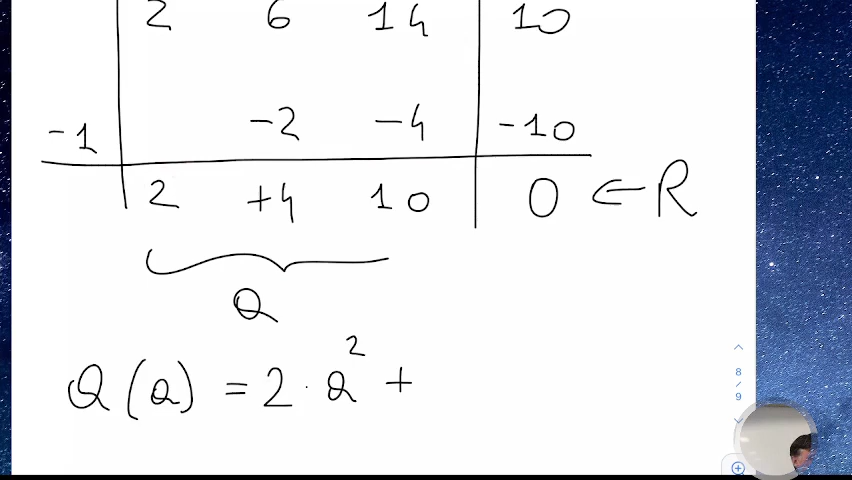 2 6 14 10
-1 -2 -4 -10
2 +4 10 0 ← R
Q
Q(a) = 2 · a² +
8
/
9